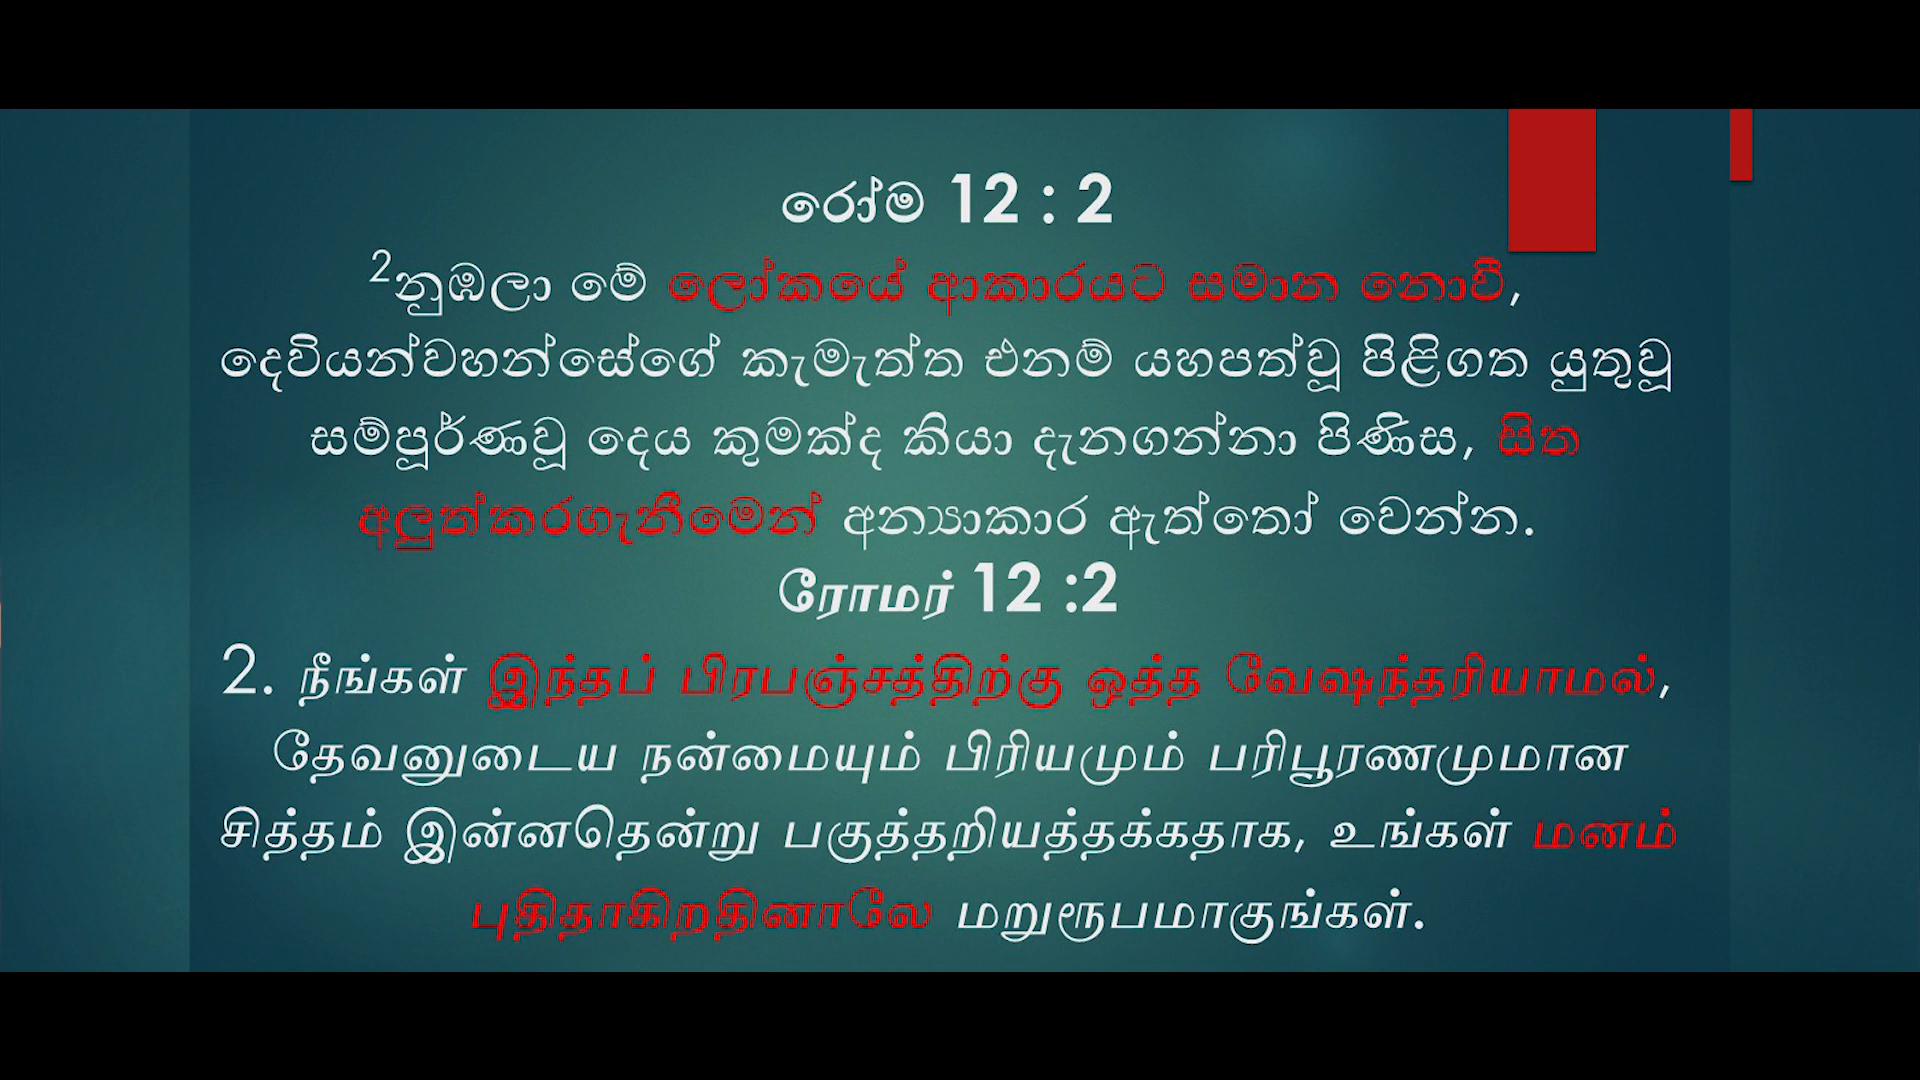 රෝම 12 : 2
2නුඹලා මේ ලෝකයේ ආකාරයට සමාන නොවී,
දෙවියන්වහන්සේගේ කැමැත්ත එනම් යහපත්වූ පිළිගත යුතුවූ
සම්පූර්ණවූ දෙය කුමක්ද කියා දැනගන්නා පිණිස, සිත
අලුත්කරගැනීමෙන් අන්‍යාකාර ඇත්තෝ වෙන්න.
ரோமர் 12 :2
2. நீங்கள் இந்தப் பிரபஞ்சத்திற்கு ஒத்த வேஷந்தரியாமல்,
தேவனுடைய நன்மையும் பிரியமும் பரிபூரணமுமான
சித்தம் இன்னதென்று பகுத்தறியத்தக்கதாக, உங்கள் மனம்
புதிதாகிறதினாலே மறுரூபமாகுங்கள்.